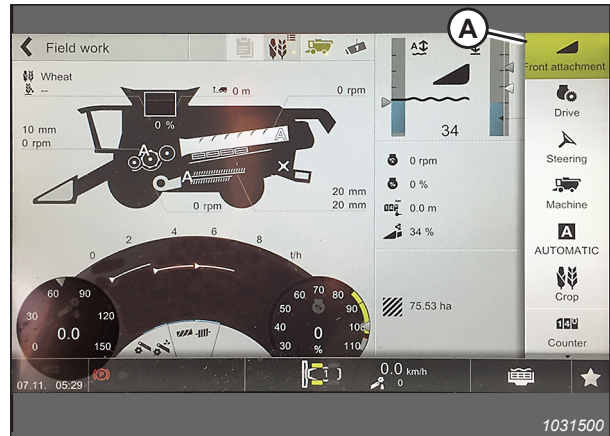 A
Field work
Front attachment
Wheat
--
0 m
0 rpm
A
0 %
10 mm
0 rpm
A
A
A
34
0 rpm
0 %
0.0 m
34 %
20 mm
20 mm
0 rpm
Drive
Steering
Machine
A
AUTOMATIC
Crop
140
Counter
0 2 4 6 8 t/h
0 30 60 90 120 150
0.0
30 40 50 60 70 80 90 100 110
0
%
75.53 ha
07.11. 05:29
(P)
1
0.0 km/h
0
1031500